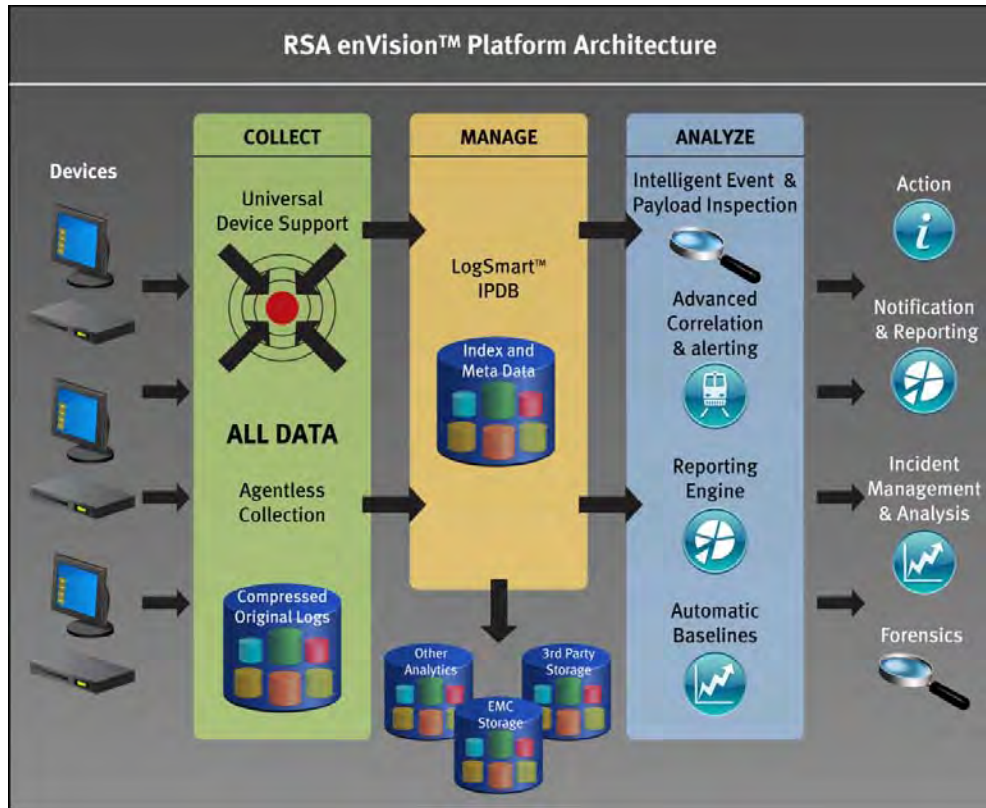 RSA enVision™ Platform Architecture
Devices
COLLECT
Universal
Device Support
ALL DATA
Agentless
Collection
Compressed
Original Logs
MANAGE
LogSmart™
IPDB
Index and
Meta Data
Other
Analytics
3rd Party
Storage
EMC
Storage
ANALYZE
Intelligent Event &
Payload Inspection
Advanced
Correlation
& alerting
Reporting
Engine
Automatic
Baselines
Action
i
Notification
& Reporting
Incident
Management
& Analysis
Forensics